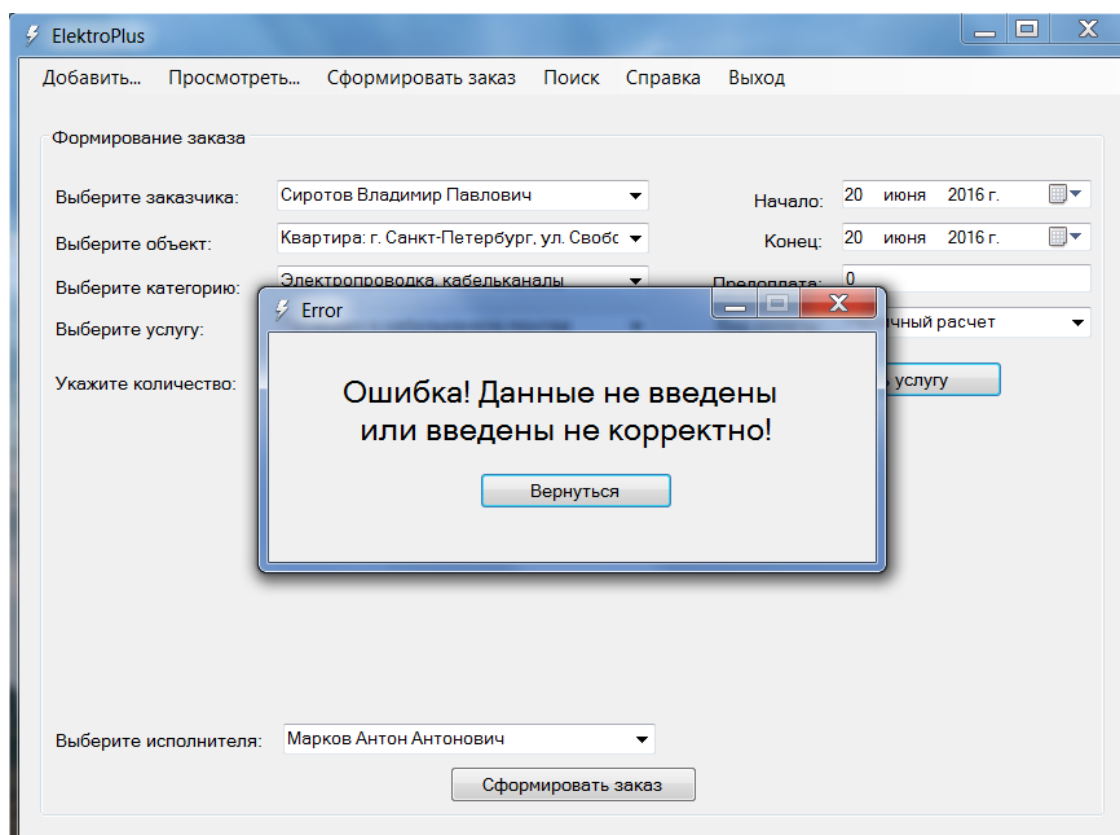 ElektroPlus
Добавить... Просмотреть... Сформировать заказ Поиск Справка Выход
Формирование заказа
Выберите заказчика: Сиротов Владимир Павлович Начало: 20 июня 2016 г.
Выберите объект: Квартира: г. Санкт-Петербург, ул. Свобо Конец: 20 июня 2016 г.
Выберите категорию: Электропроводка, кабельканалы Предоплата: 0
Выберите услугу: расчет
Укажите количество: услугу
Error
Ошибка! Данные не введены
или введены не корректно!
Вернуться
Выберите исполнителя: Марков Антон Антонович
Сформировать заказ